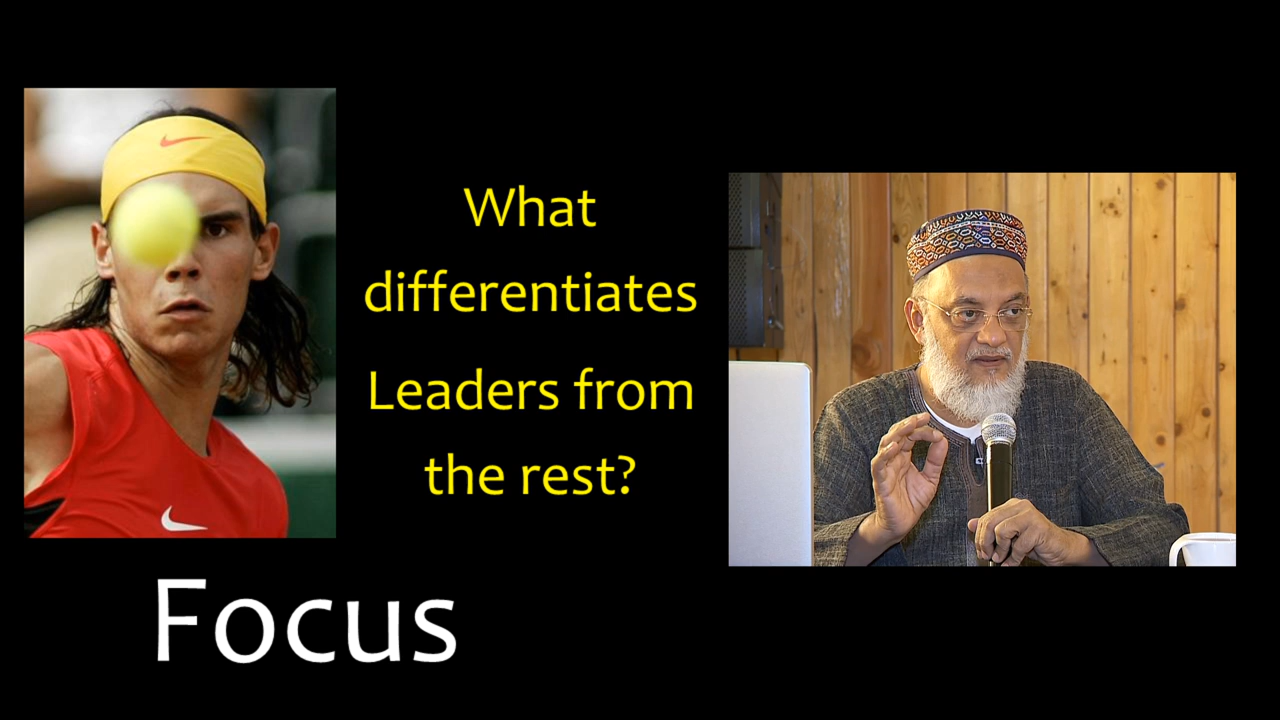 What
differentiates
Leaders from
the rest?
Focus